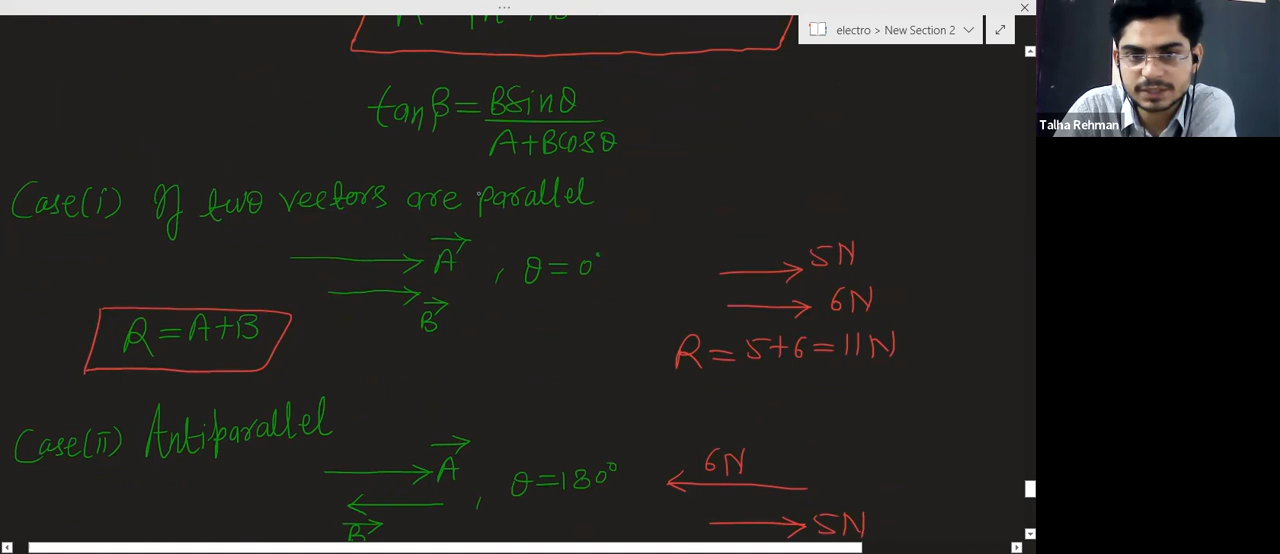 electro > New Section 2
Talha Rehman
tanβ = BSinθ / A+BCosθ
Case(i) If two vectors are parallel
A⃗
, θ = 0°
B⃗
5N
6N
R = A+B
R = 5+6 = 11N
Case(ii) Antiparallel
A⃗
, θ = 180°
B⃗
6N
5N